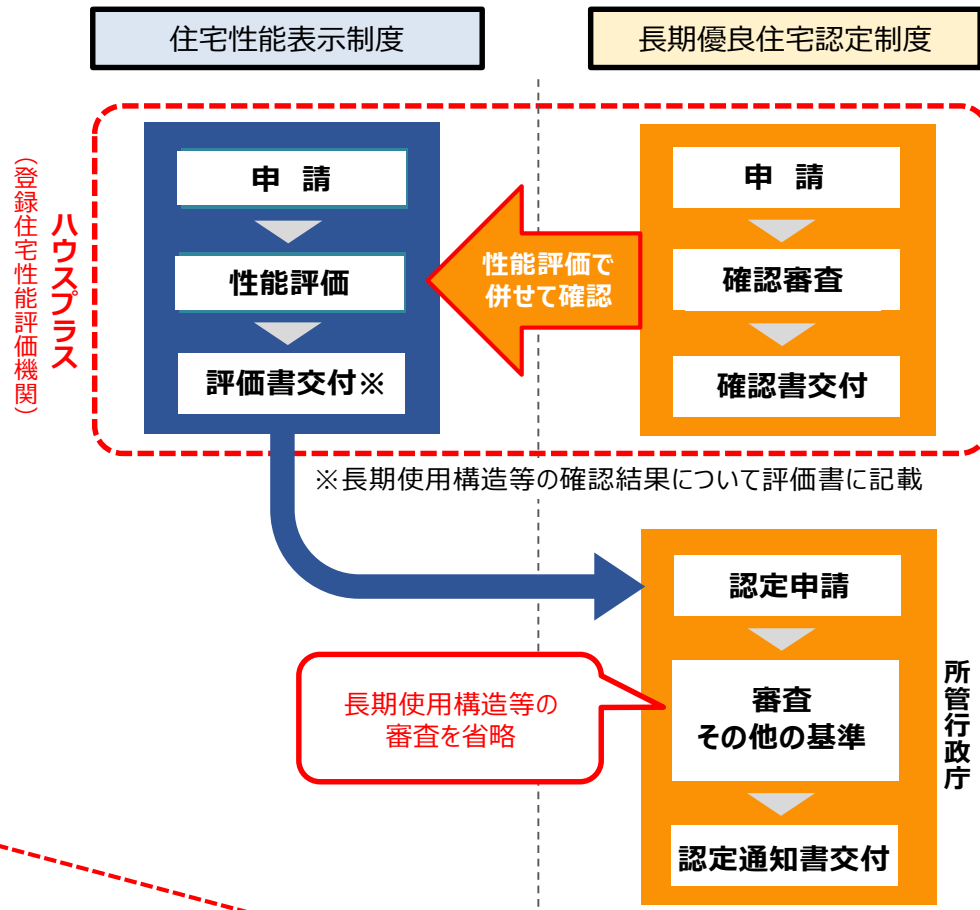 住宅性能表示制度
長期優良住宅認定制度
（登録住宅性能評価機関）
ハウスプラス
申 請
性能評価
評価書交付※
性能評価で
併せて確認
申 請
確認審査
確認書交付
※長期使用構造等の確認結果について評価書に記載
認定申請
長期使用構造等の
審査を省略
審査
その他の基準
認定通知書交付
所管行政庁